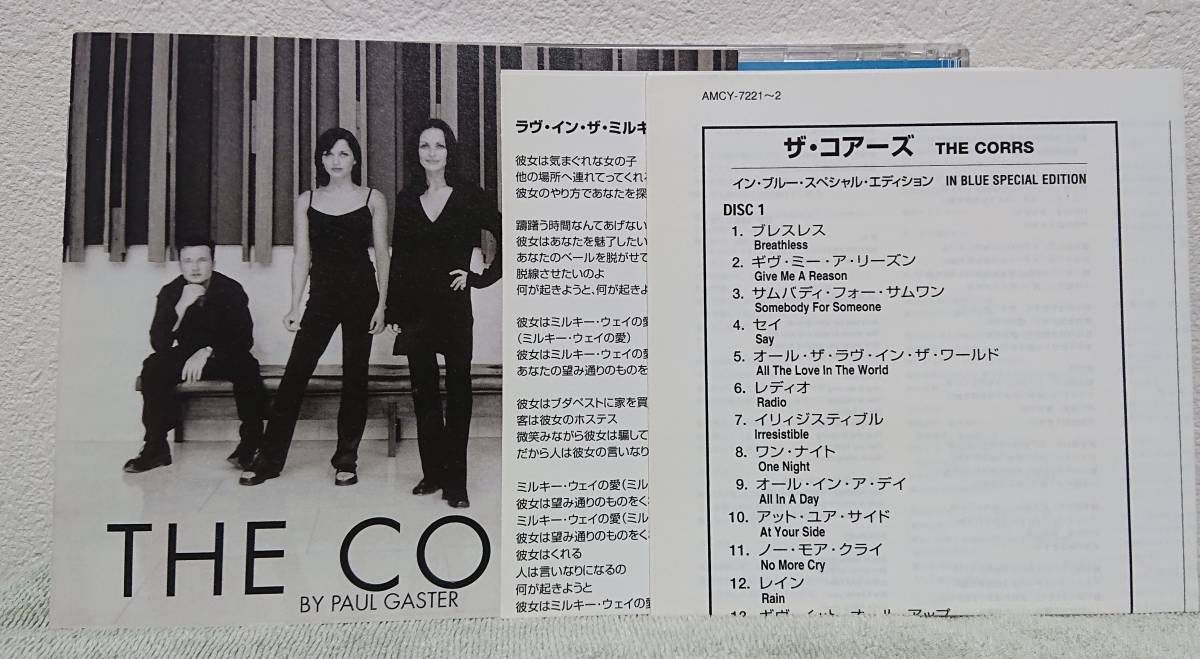 THE CO
BY PAUL GASTER
ラヴ・イン・ザ・ミルキ
彼女は気まぐれな女の子
他の場所へ連れてってくれる
彼女のやり方であなたを探
躊躇う時間なんてあげない
彼女はあなたを魅了したい
あなたのベールを脱がせて
脱線させたいのよ
何が起きようと、何が起きよ
彼女はミルキー・ウェイの愛
(ミルキー・ウェイの愛)
彼女はミルキー・ウェイの愛
あなたの望み通りのものを
彼女はブダペストに家を買
客は彼女のホステス
微笑みながら彼女は騙して
だから人は彼女の言いなり
ミルキー・ウェイの愛(ミル
彼女は望み通りのものをく
ミルキー・ウェイの愛(ミル
彼女は望み通りのものをく
彼女はくれる
人は言いなりになるの
何が起きようと
彼女はミルキー・ウェイの愛
AMCY-7221〜2
ザ・コアーズ THE CORRS
イン・ブルー・スペシャル・エディション IN BLUE SPECIAL EDITION
DISC 1
1. ブレスレス
Breathless
2. ギヴ・ミー・ア・リーズン
Give Me A Reason
3. サムバディ・フォー・サムワン
Somebody For Someone
4. セイ
Say
5. オール・ザ・ラヴ・イン・ザ・ワールド
All The Love In The World
6. レディオ
Radio
7. イリィジスティブル
Irresistible
8. ワン・ナイト
One Night
9. オール・イン・ア・デイ
All In A Day
10. アット・ユア・サイド
At Your Side
11. ノー・モア・クライ
No More Cry
12. レイン
Rain